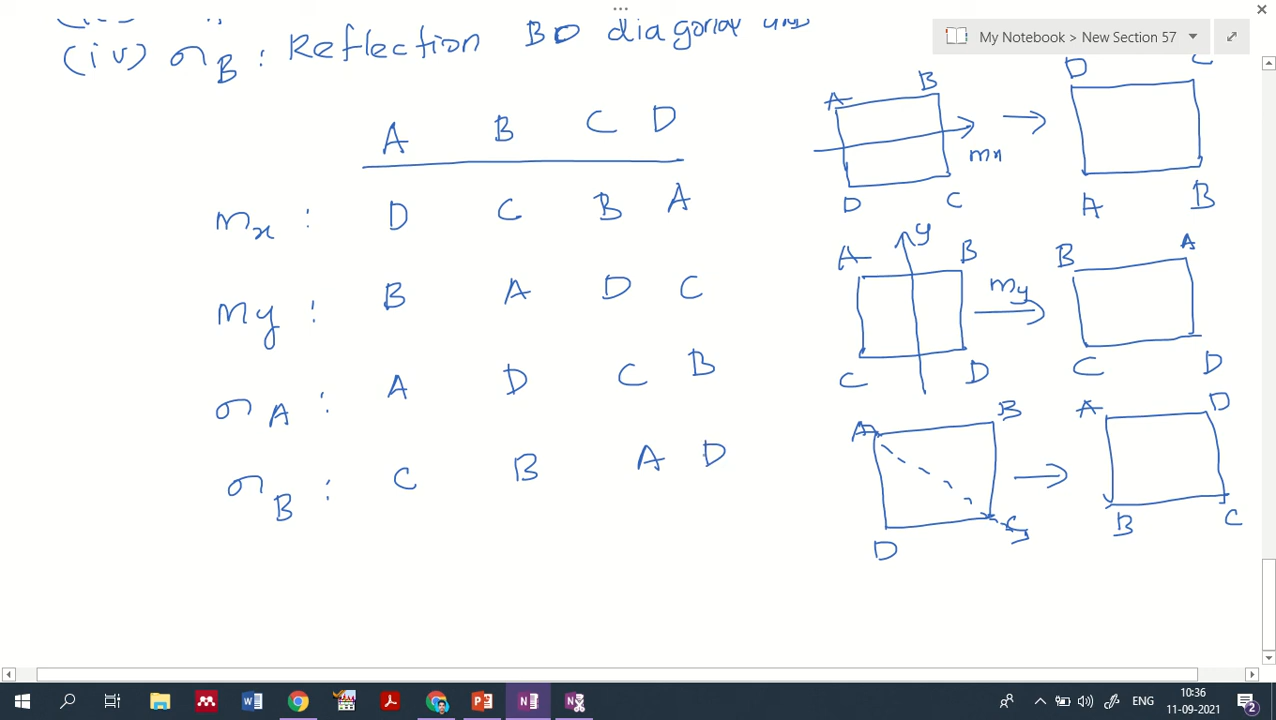 My Notebook > New Section 57
(iv) σB : Reflection BD diagonal
A B C D
mx : D C B A
my : B A D C
σA : A D C B
σB : C B A D
A B
mx
D C
D C
A B
y
A B
my
C D
B A
C D
A B
D C
A D
B C
ENG
10:36
11-09-2021
2